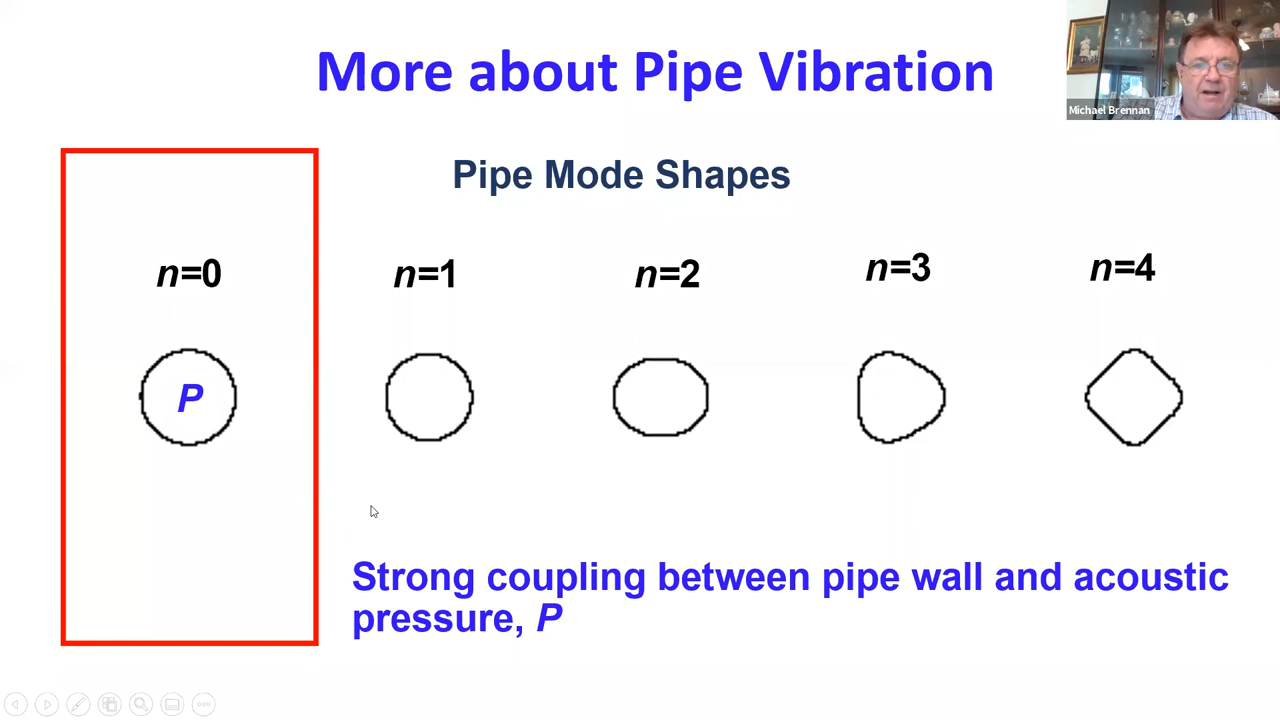 More about Pipe Vibration
Michael Brennan
Pipe Mode Shapes
n=0
n=1
n=2
n=3
n=4
P
Strong coupling between pipe wall and acoustic
pressure, P